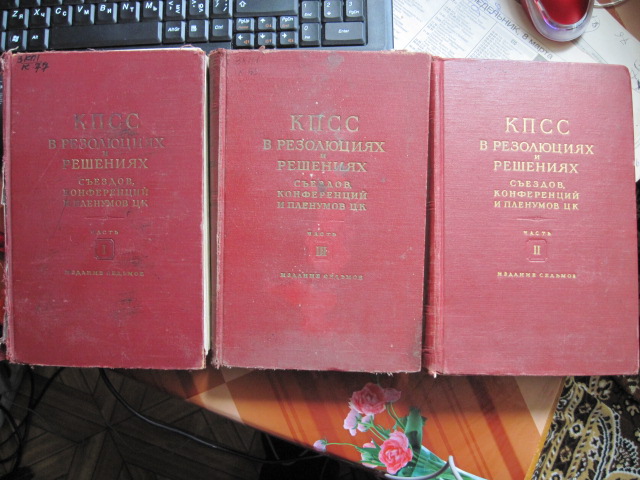 КПСС
В РЕЗОЛЮЦИЯХ
И
РЕШЕНИЯХ
СЪЕЗДОВ,
КОНФЕРЕНЦИЙ
И ПЛЕНУМОВ ЦК
ЧАСТЬ
I
ИЗДАНИЕ СЕДЬМОЕ
КПСС
В РЕЗОЛЮЦИЯХ
И
РЕШЕНИЯХ
СЪЕЗДОВ,
КОНФЕРЕНЦИЙ
И ПЛЕНУМОВ ЦК
ЧАСТЬ
III
ИЗДАНИЕ СЕДЬМОЕ
КПСС
В РЕЗОЛЮЦИЯХ
И
РЕШЕНИЯХ
СЪЕЗДОВ,
КОНФЕРЕНЦИЙ
И ПЛЕНУМОВ ЦК
ЧАСТЬ
II
ИЗДАНИЕ СЕДЬМОЕ